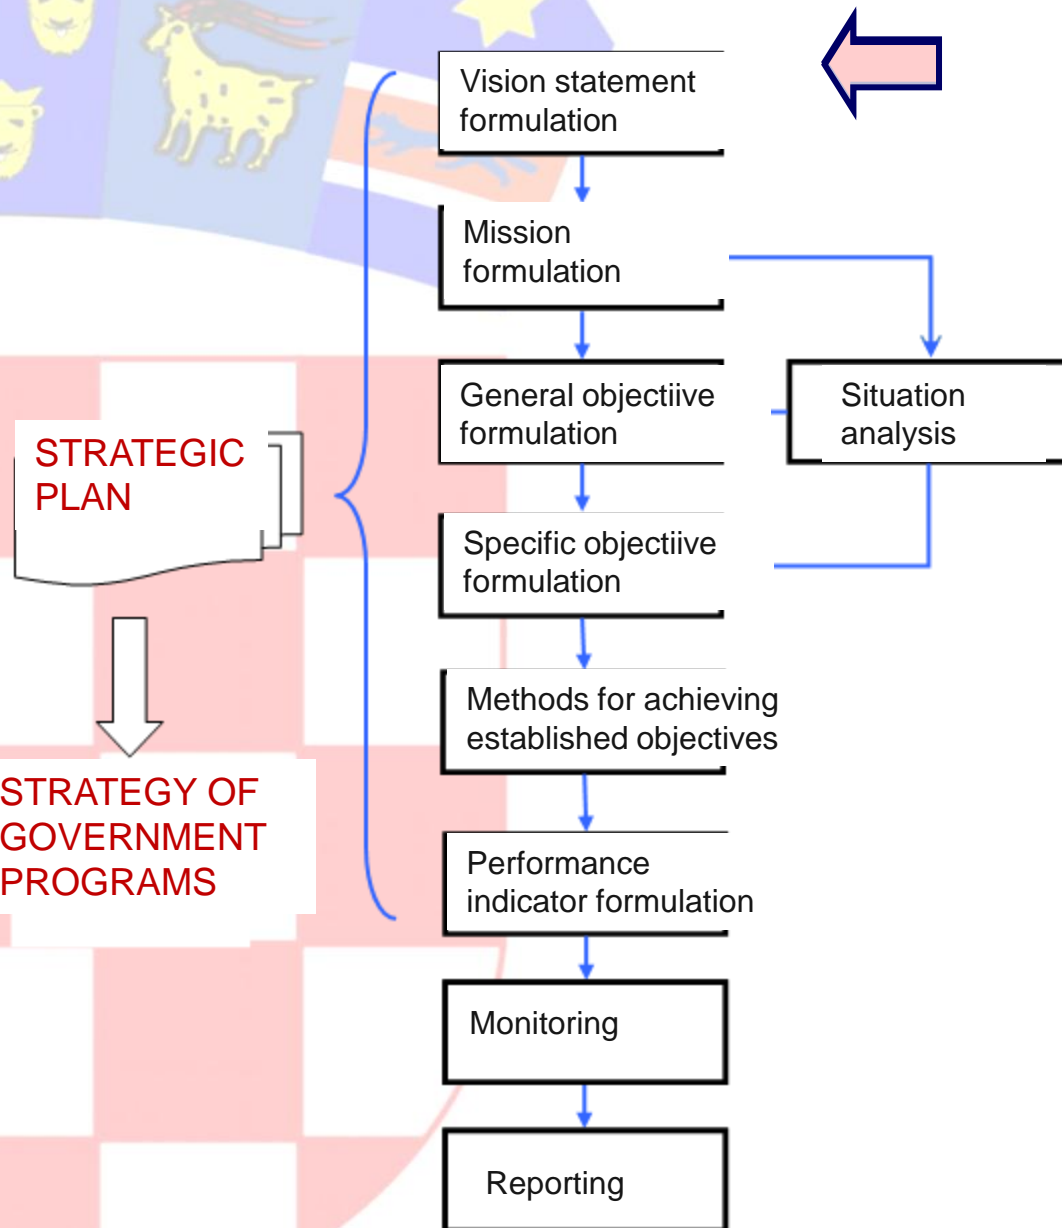 Vision statement
formulation
Mission
formulation
General objectiive
formulation
Situation
analysis
STRATEGIC
PLAN
Specific objectiive
formulation
Methods for achieving
established objectives
STRATEGY OF
GOVERNMENT
PROGRAMS
Performance
indicator formulation
Monitoring
Reporting